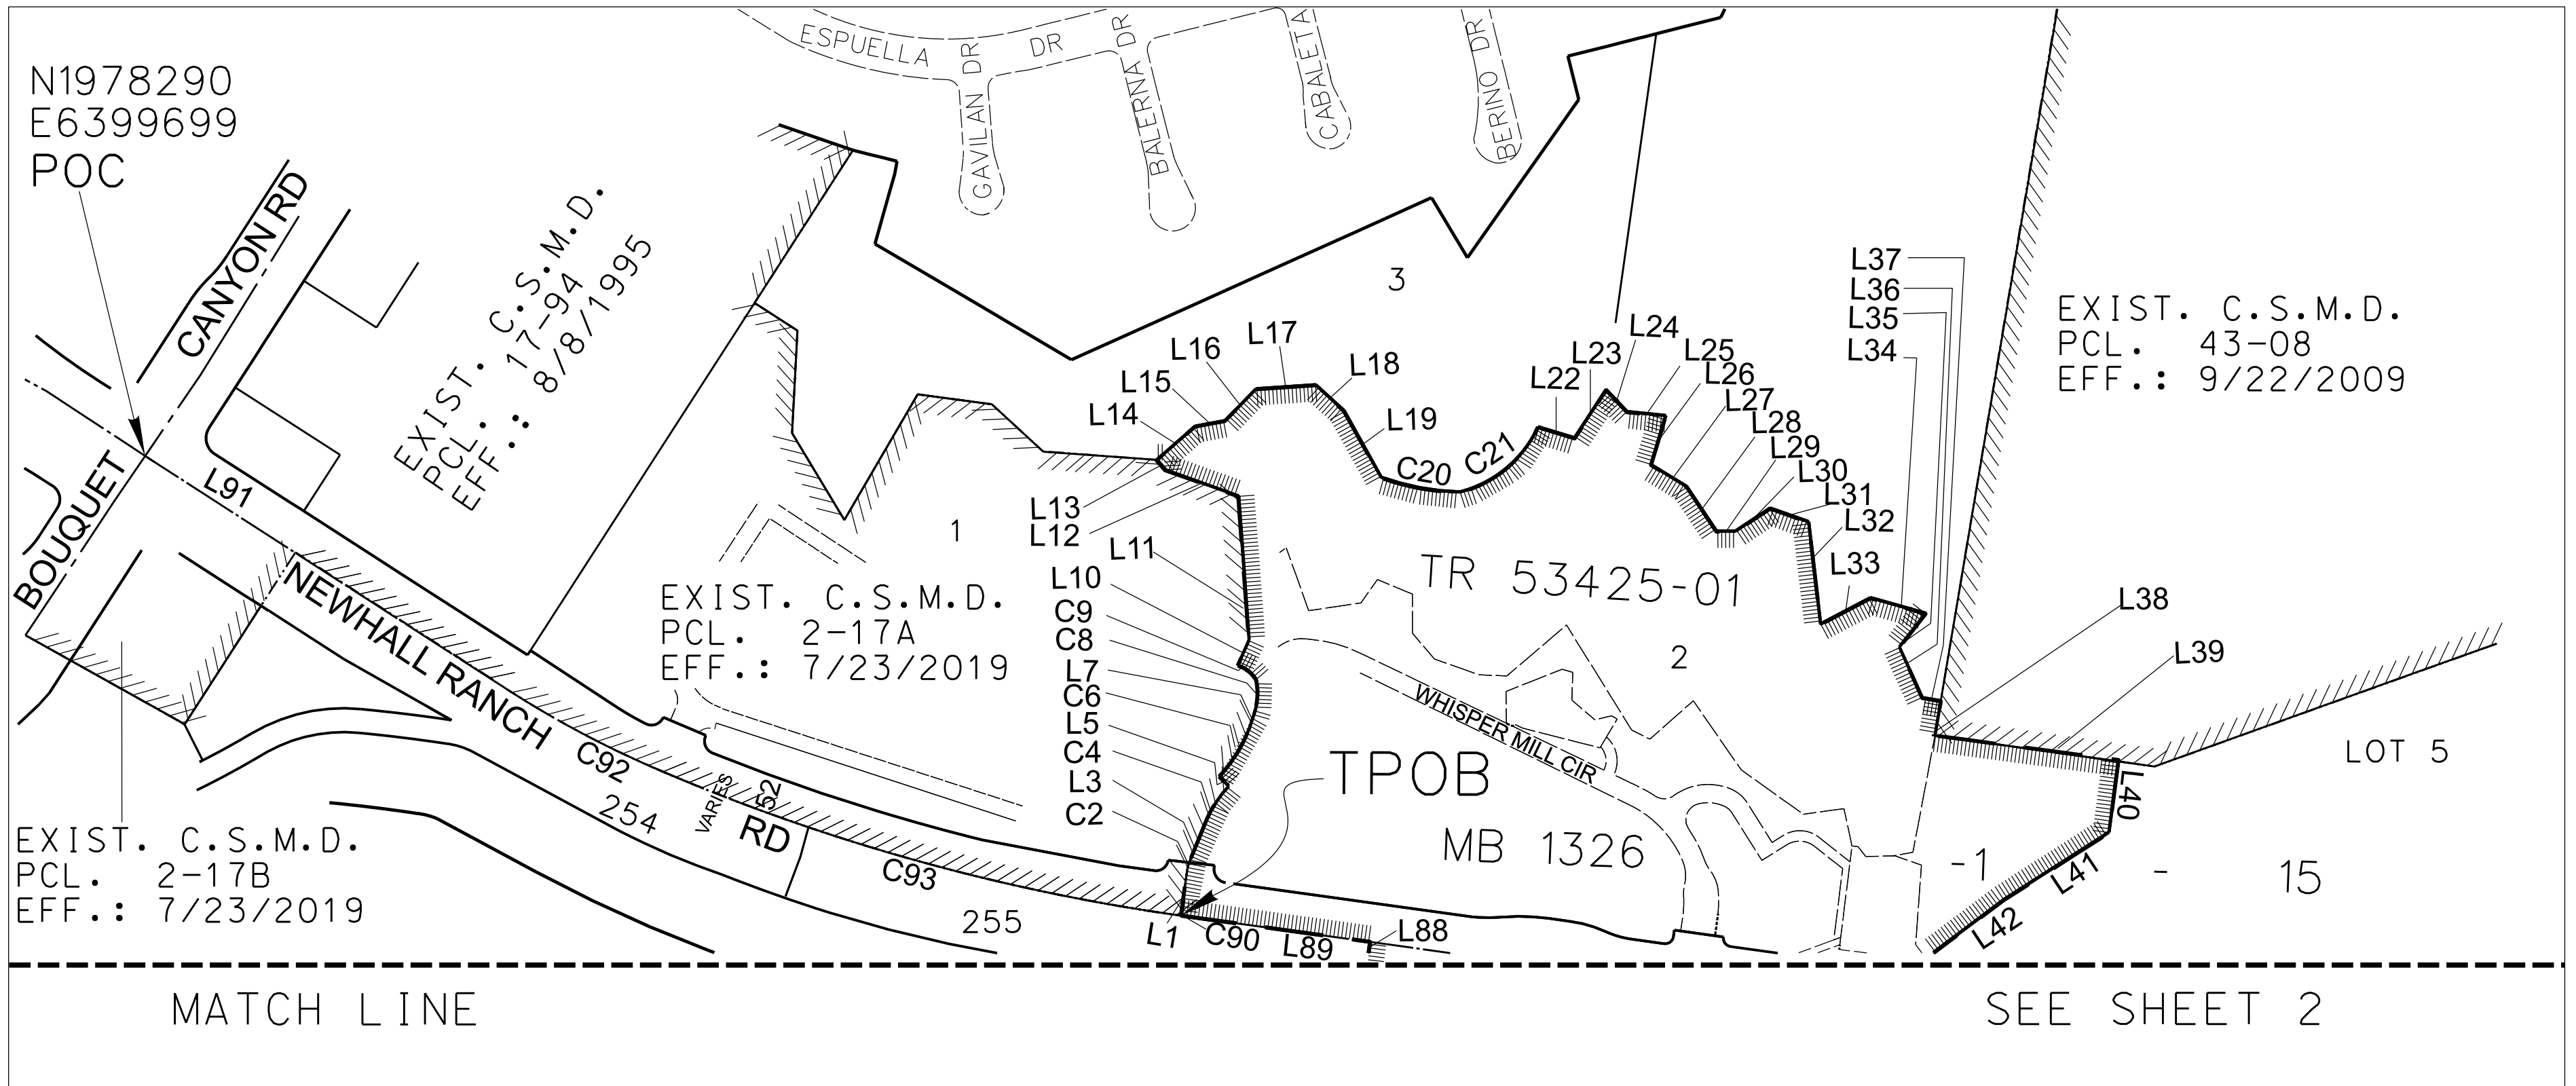 N1978290
E6399699
POC
ESPUELLA DR
GAVILAN DR
BALERNA DR
CABALETA
BERINO DR
CANYON RD
BOUQUET
L91
EXIST. C.S.M.D.
PCL. 17-94
EFF.: 8/8/1995
3
L37
L36
L35
L34
EXIST. C.S.M.D.
PCL. 43-08
EFF.: 9/22/2009
L14
L15
L16
L17
L18
L19
C20
C21
L22
L23
L24
L25
L26
L27
L28
L29
L30
L31
L32
L33
1
L13
L12
L11
L10
C9
C8
L7
C6
L5
C4
L3
C2
EXIST. C.S.M.D.
PCL. 2-17A
EFF.: 7/23/2019
TR 53425-01
2
L38
L39
LOT 5
NEWHALL RANCH
RD
C92
254
VARIES
52
C93
255
WHISPER MILL CIR
TPOB
MB 1326
L40
L41
L42
-1 - 15
EXIST. C.S.M.D.
PCL. 2-17B
EFF.: 7/23/2019
L1
C90
L89
L88
MATCH LINE
SEE SHEET 2